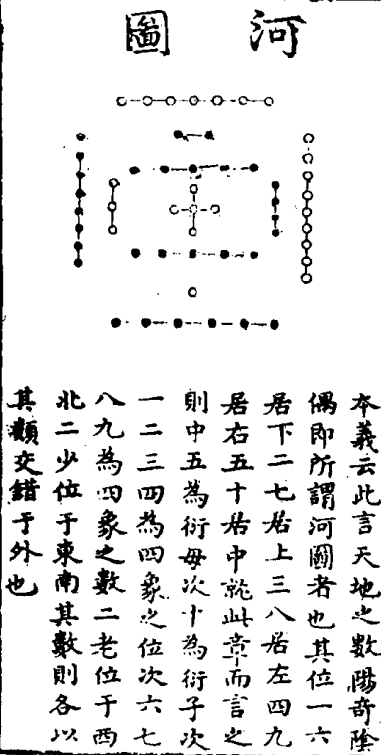 河圖
本義云此言天地之數陽奇陰
偶即所謂河圖者也其位一六
居下二七居上三八居左四九
居右五十居中就此章而言之
則中五為衍母次十為衍子次
一二三四為四象之位次六七
八九為四象之數二老位于西
北二少位于東南其數則各以
其類交錯于外也